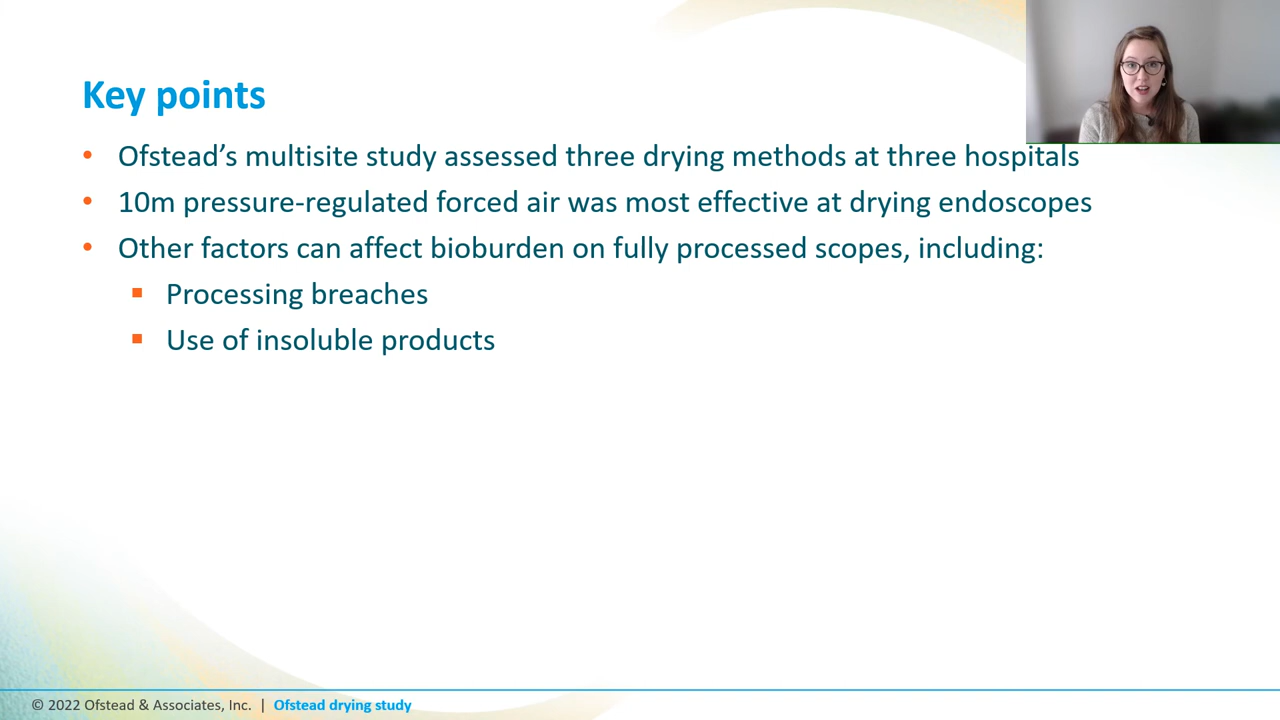 Key points
• Ofstead’s multisite study assessed three drying methods at three hospitals
• 10m pressure-regulated forced air was most effective at drying endoscopes
• Other factors can affect bioburden on fully processed scopes, including:
▪ Processing breaches
▪ Use of insoluble products
© 2022 Ofstead & Associates, Inc. | Ofstead drying study